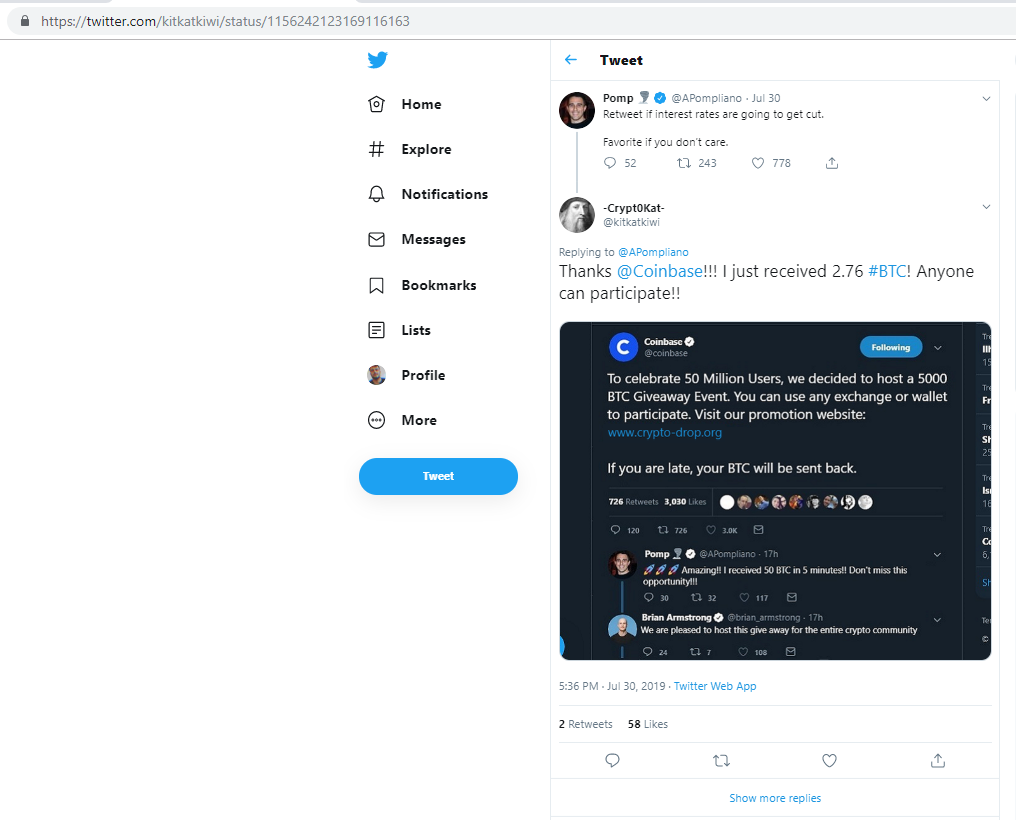 https://twitter.com/kitkatkiwi/status/1156242123169116163
Home
Explore
Notifications
Messages
Bookmarks
Lists
Profile
More
Tweet
Tweet
Pomp @APompliano · Jul 30
Retweet if interest rates are going to get cut.
Favorite if you don't care.
52 243 778
-Crypt0Kat-
@kitkatkiwi
Replying to @APompliano
Thanks @Coinbase!!! I just received 2.76 #BTC! Anyone
can participate!!
Coinbase
@coinbase
Following
To celebrate 50 Million Users, we decided to host a 5000
BTC Giveaway Event. You can use any exchange or wallet
to participate. Visit our promotion website:
www.crypto-drop.org
If you are late, your BTC will be sent back.
726 Retweets 3,030 Likes
120 726 3.0K
Pomp @APompliano · 17h
🚀🚀🚀 Amazing!! I received 50 BTC in 5 minutes!! Don't miss this
opportunity!!!
30 32 117
Brian Armstrong @brian_armstrong · 17h
We are pleased to host this give away for the entire crypto community
24 7 108
5:36 PM · Jul 30, 2019 · Twitter Web App
2 Retweets 58 Likes
Show more replies